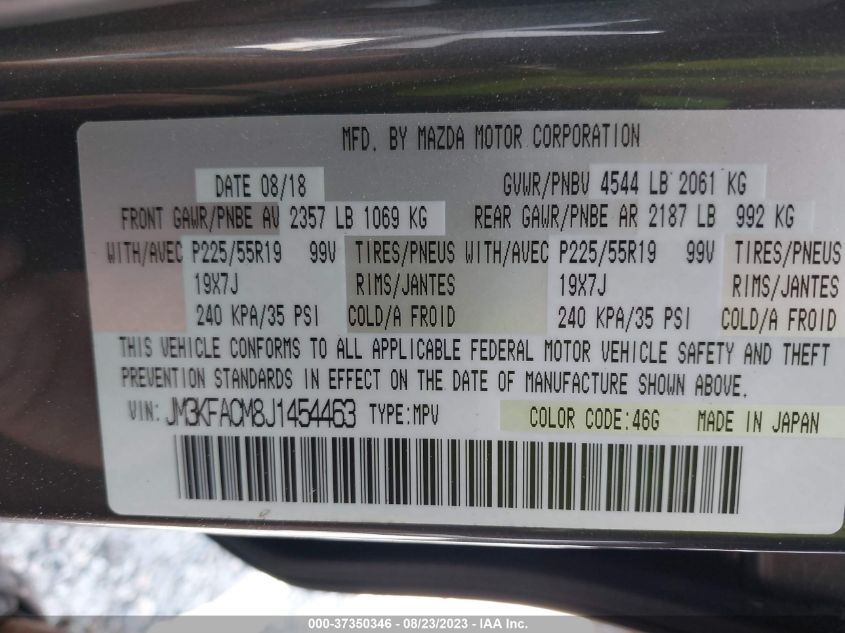 MFD. BY MAZDA MOTOR CORPORATION
DATE 08/18 GVWR/PNBV 4544 LB 2061 KG
FRONT GAWR/PNBE AV 2357 LB 1069 KG REAR GAWR/PNBE AR 2187 LB 992 KG
WITH/AVEC P225/55R19 99V TIRES/PNEUS WITH/AVEC P225/55R19 99V TIRES/PNEUS
19X7J RIMS/JANTES 19X7J RIMS/JANTES
240 KPA/35 PSI COLD/A FROID 240 KPA/35 PSI COLD/A FROID
THIS VEHICLE CONFORMS TO ALL APPLICABLE FEDERAL MOTOR VEHICLE SAFETY AND THEFT
PREVENTION STANDARDS IN EFFECT ON THE DATE OF MANUFACTURE SHOWN ABOVE.
VIN: JM3KFACM8J1454463 TYPE:MPV COLOR CODE:46G MADE IN JAPAN
000-37350346 - 08/23/2023 - IAA Inc.